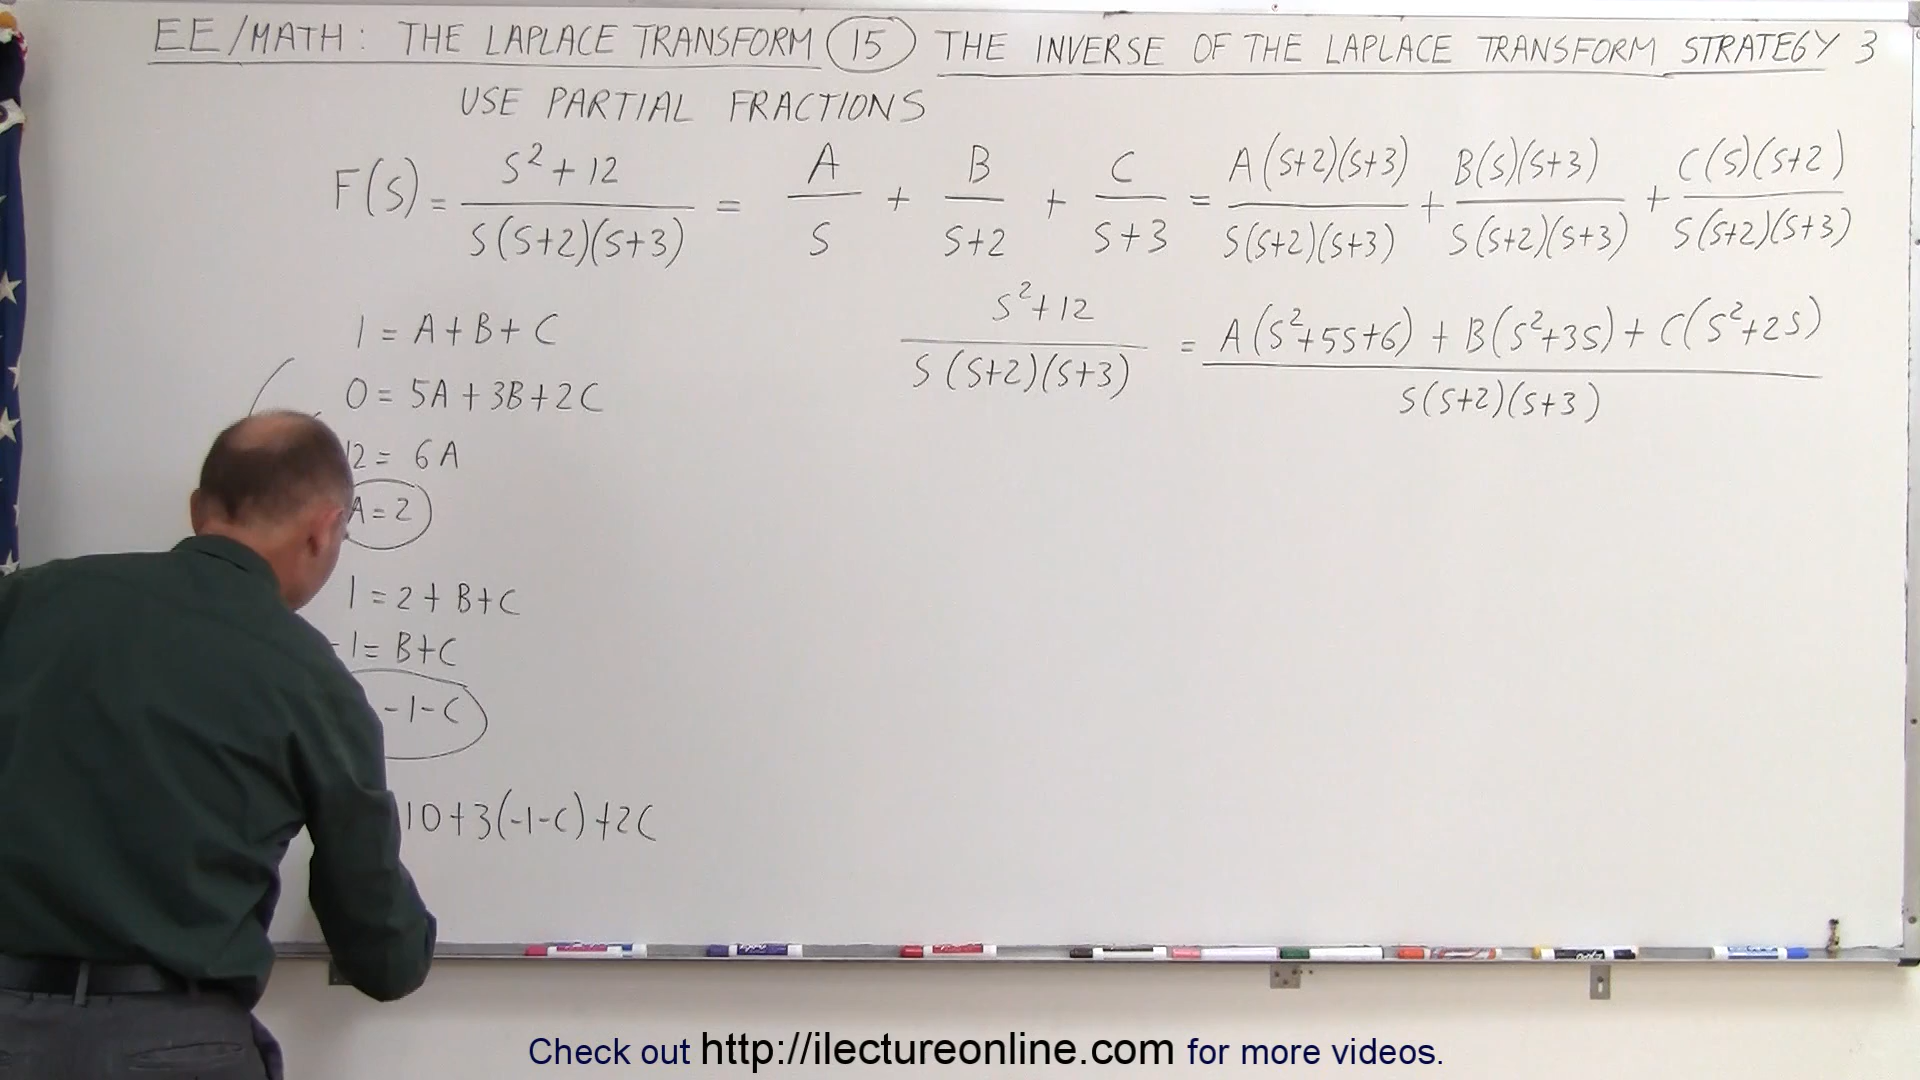 EE/MATH: THE LAPLACE TRANSFORM 15 THE INVERSE OF THE LAPLACE TRANSFORM STRATEGY 3
USE PARTIAL FRACTIONS
F(S) = S²+12 / S(S+2)(S+3) = A / S + B / S+2 + C / S+3 = A(S+2)(S+3) / S(S+2)(S+3) + B(S)(S+3) / S(S+2)(S+3) + C(S)(S+2) / S(S+2)(S+3)
S²+12 / S(S+2)(S+3) = A(S²+5S+6) + B(S²+3S) + C(S²+2S) / S(S+2)(S+3)
1 = A+B+C
0 = 5A+3B+2C
12 = 6A
A=2
1 = 2+B+C
-1 = B+C
-1-C
10+3(-1-C)+2C
Check out http://ilectureonline.com for more videos.